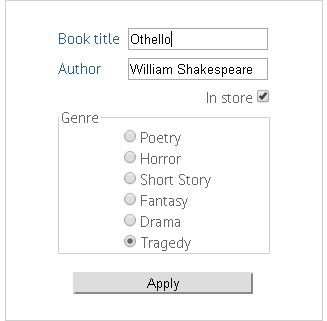 Book title Othello
Author William Shakespeare
In store
Genre
Poetry
Horror
Short Story
Fantasy
Drama
Tragedy
Apply